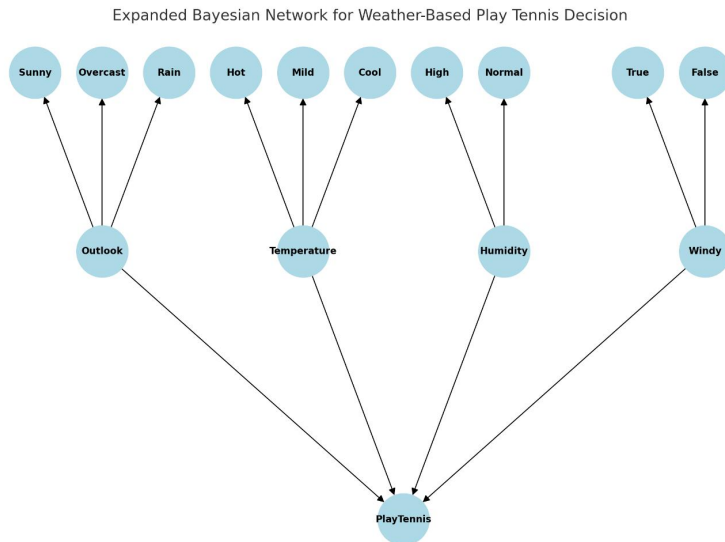 Expanded Bayesian Network for Weather-Based Play Tennis Decision
Sunny
Overcast
Rain
Hot
Mild
Cool
High
Normal
True
False
Outlook
Temperature
Humidity
Windy
PlayTennis